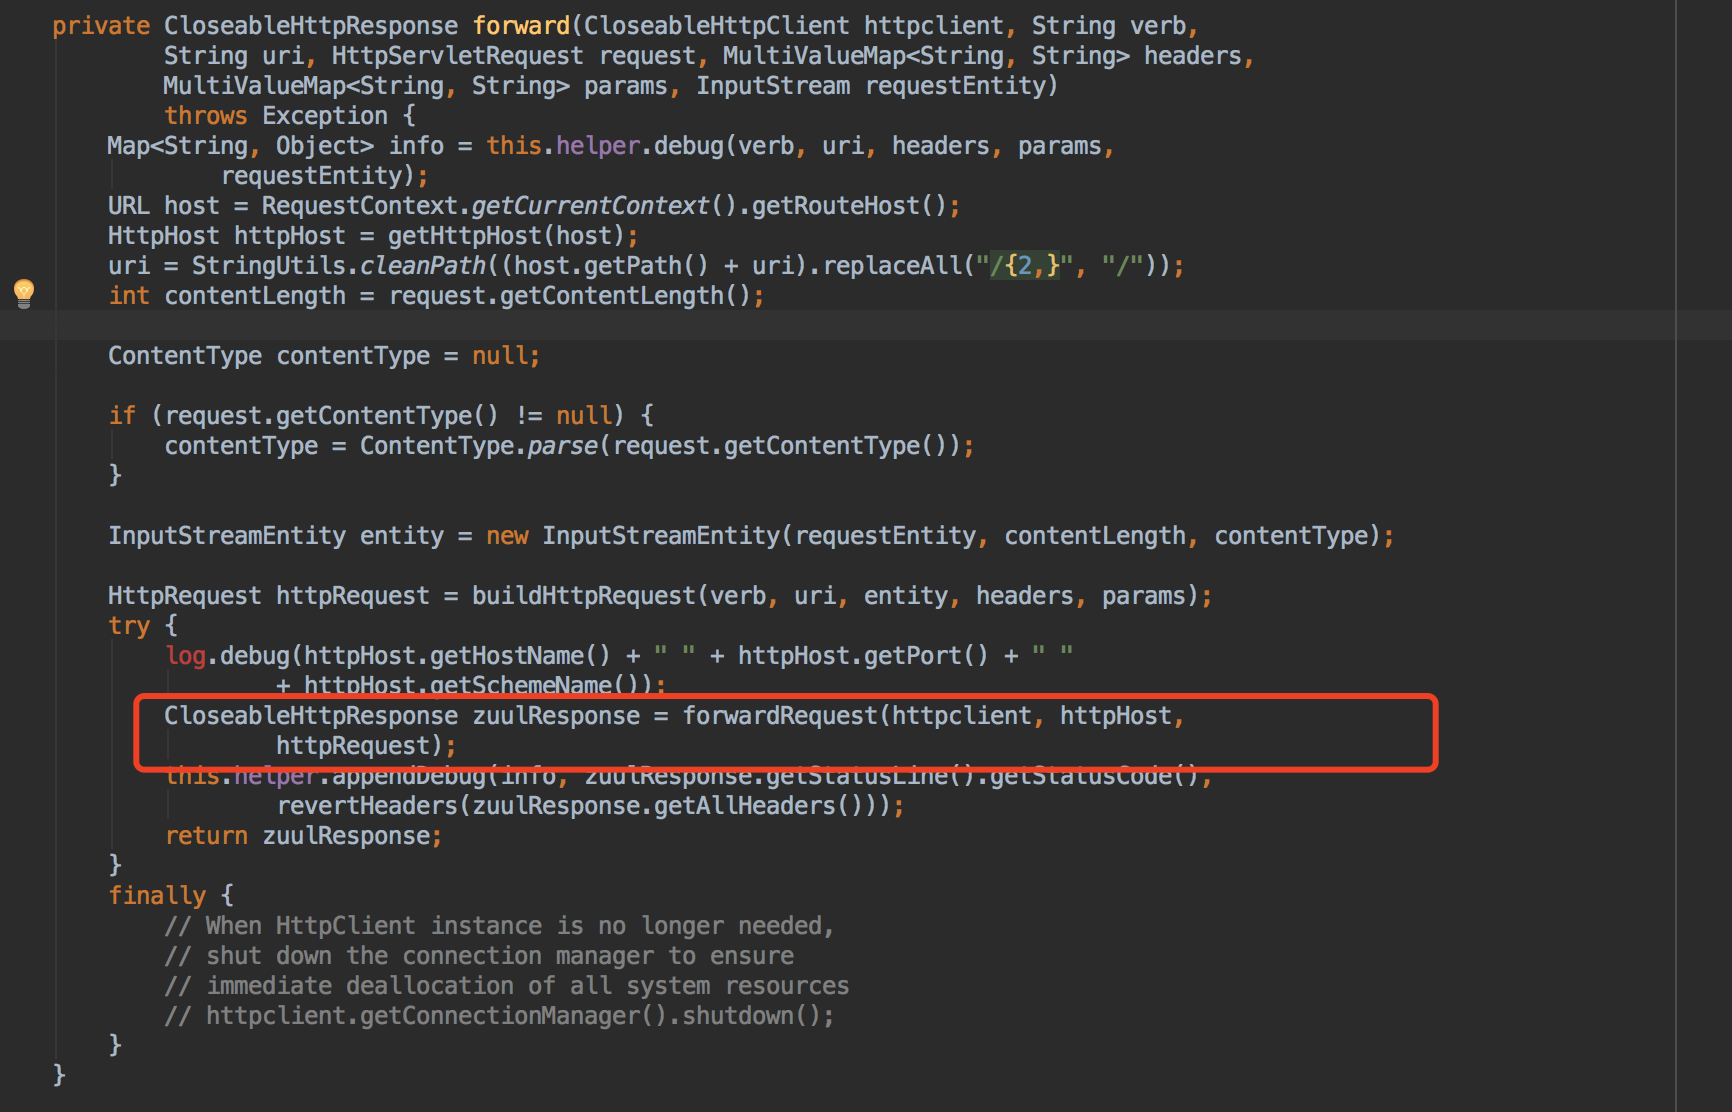 private CloseableHttpResponse forward(CloseableHttpClient httpclient, String verb,
String uri, HttpServletRequest request, MultiValueMap<String, String> headers,
MultiValueMap<String, String> params, InputStream requestEntity)
throws Exception {
Map<String, Object> info = this.helper.debug(verb, uri, headers, params,
requestEntity);
URL host = RequestContext.getCurrentContext().getRouteHost();
HttpHost httpHost = getHttpHost(host);
uri = StringUtils.cleanPath((host.getPath() + uri).replaceAll("/{2,}", "/"));
int contentLength = request.getContentLength();
ContentType contentType = null;
if (request.getContentType() != null) {
contentType = ContentType.parse(request.getContentType());
}
InputStreamEntity entity = new InputStreamEntity(requestEntity, contentLength, contentType);
HttpRequest httpRequest = buildHttpRequest(verb, uri, entity, headers, params);
try {
log.debug(httpHost.getHostName() + " " + httpHost.getPort() + " "
+ httpHost.getSchemeName());
CloseableHttpResponse zuulResponse = forwardRequest(httpclient, httpHost,
httpRequest);
this.helper.appendDebug(info, zuulResponse.getStatusLine().getStatusCode(),
revertHeaders(zuulResponse.getAllHeaders()));
return zuulResponse;
}
finally {
// When HttpClient instance is no longer needed,
// shut down the connection manager to ensure
// immediate deallocation of all system resources
// httpclient.getConnectionManager().shutdown();
}
}